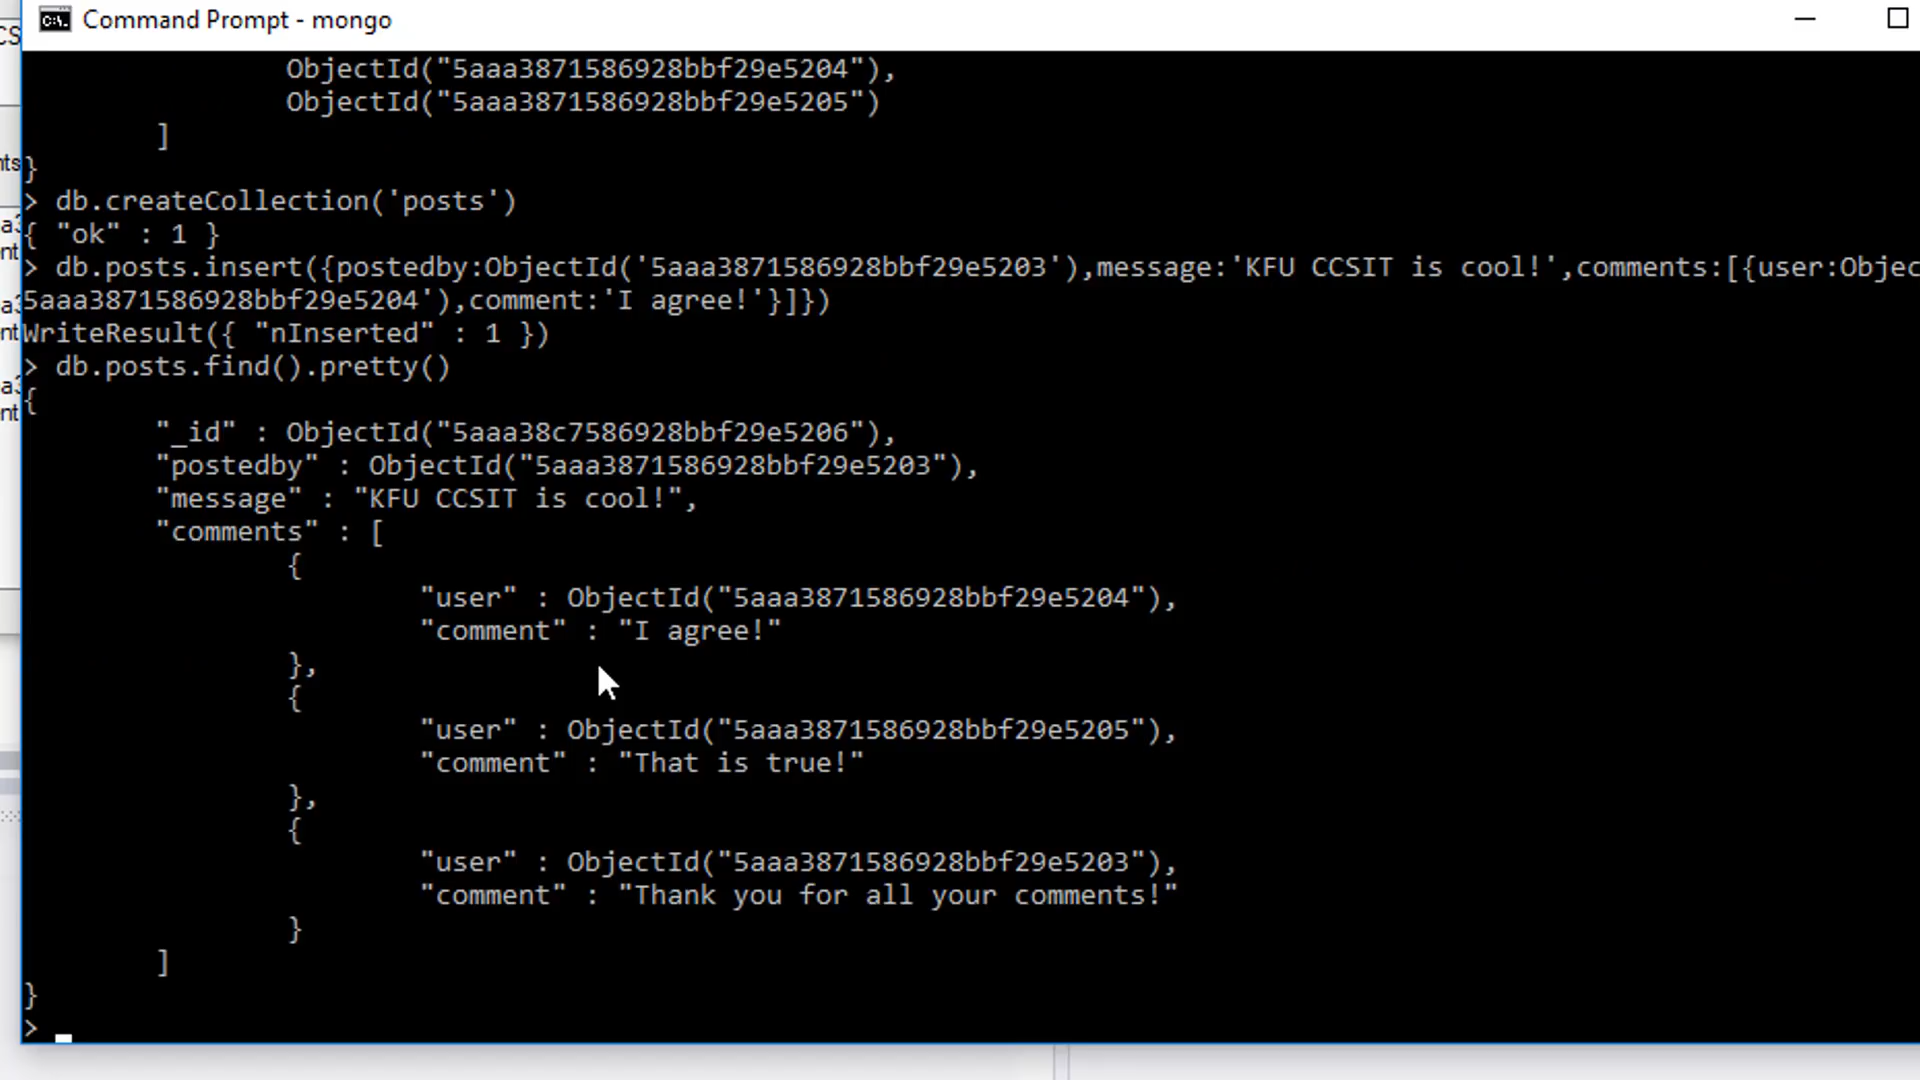 Command Prompt - mongo
ObjectId("5aaa3871586928bbf29e5204"),
ObjectId("5aaa3871586928bbf29e5205")
]
}
> db.createCollection('posts')
{ "ok" : 1 }
> db.posts.insert({postedby:ObjectId('5aaa3871586928bbf29e5203'),message:'KFU CCSIT is cool!',comments:[{user:Objec
5aaa3871586928bbf29e5204'),comment:'I agree!'}]})
WriteResult({ "nInserted" : 1 })
> db.posts.find().pretty()
{
"_id" : ObjectId("5aaa38c7586928bbf29e5206"),
"postedby" : ObjectId("5aaa3871586928bbf29e5203"),
"message" : "KFU CCSIT is cool!",
"comments" : [
{
"user" : ObjectId("5aaa3871586928bbf29e5204"),
"comment" : "I agree!"
},
{
"user" : ObjectId("5aaa3871586928bbf29e5205"),
"comment" : "That is true!"
},
{
"user" : ObjectId("5aaa3871586928bbf29e5203"),
"comment" : "Thank you for all your comments!"
}
]
}
>